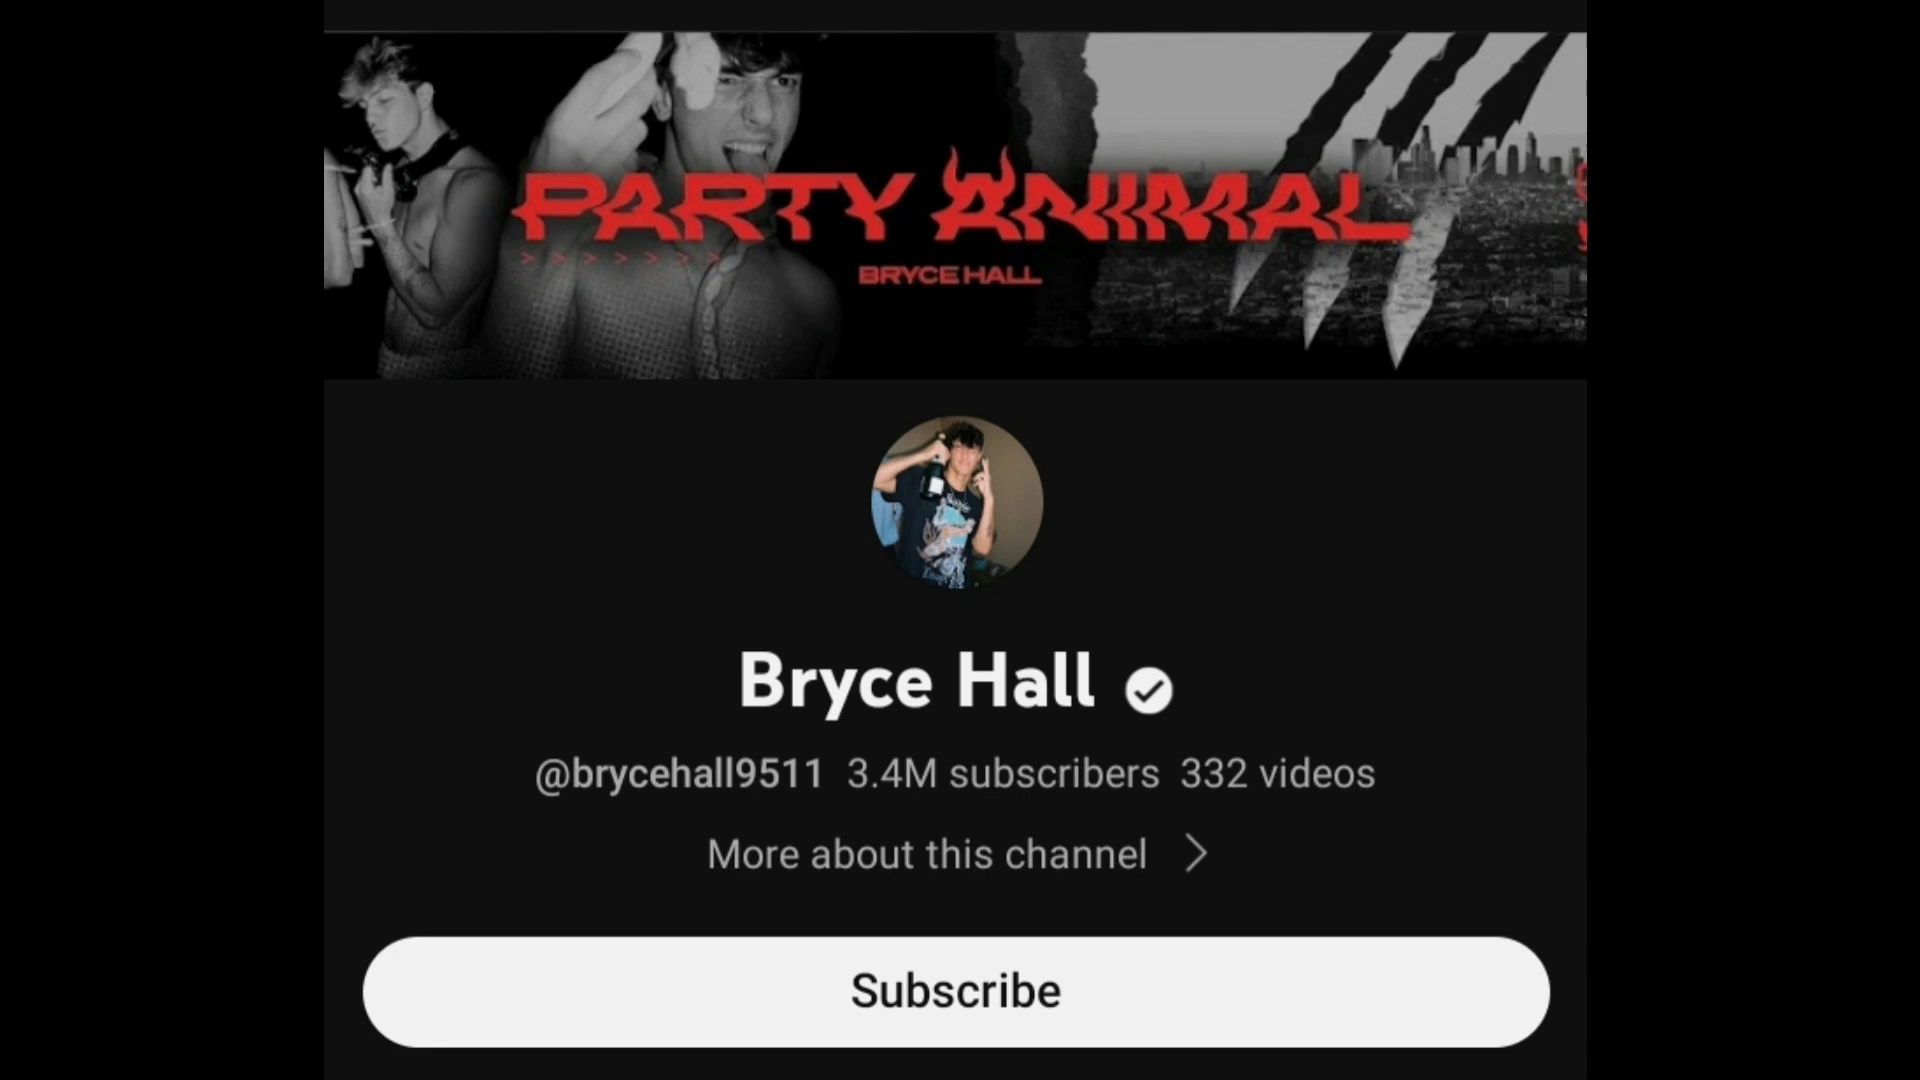 PARTY ANIMAL
> > > > > > >
BRYCE HALL
Bryce Hall
@brycehall9511 3.4M subscribers 332 videos
More about this channel >
Subscribe